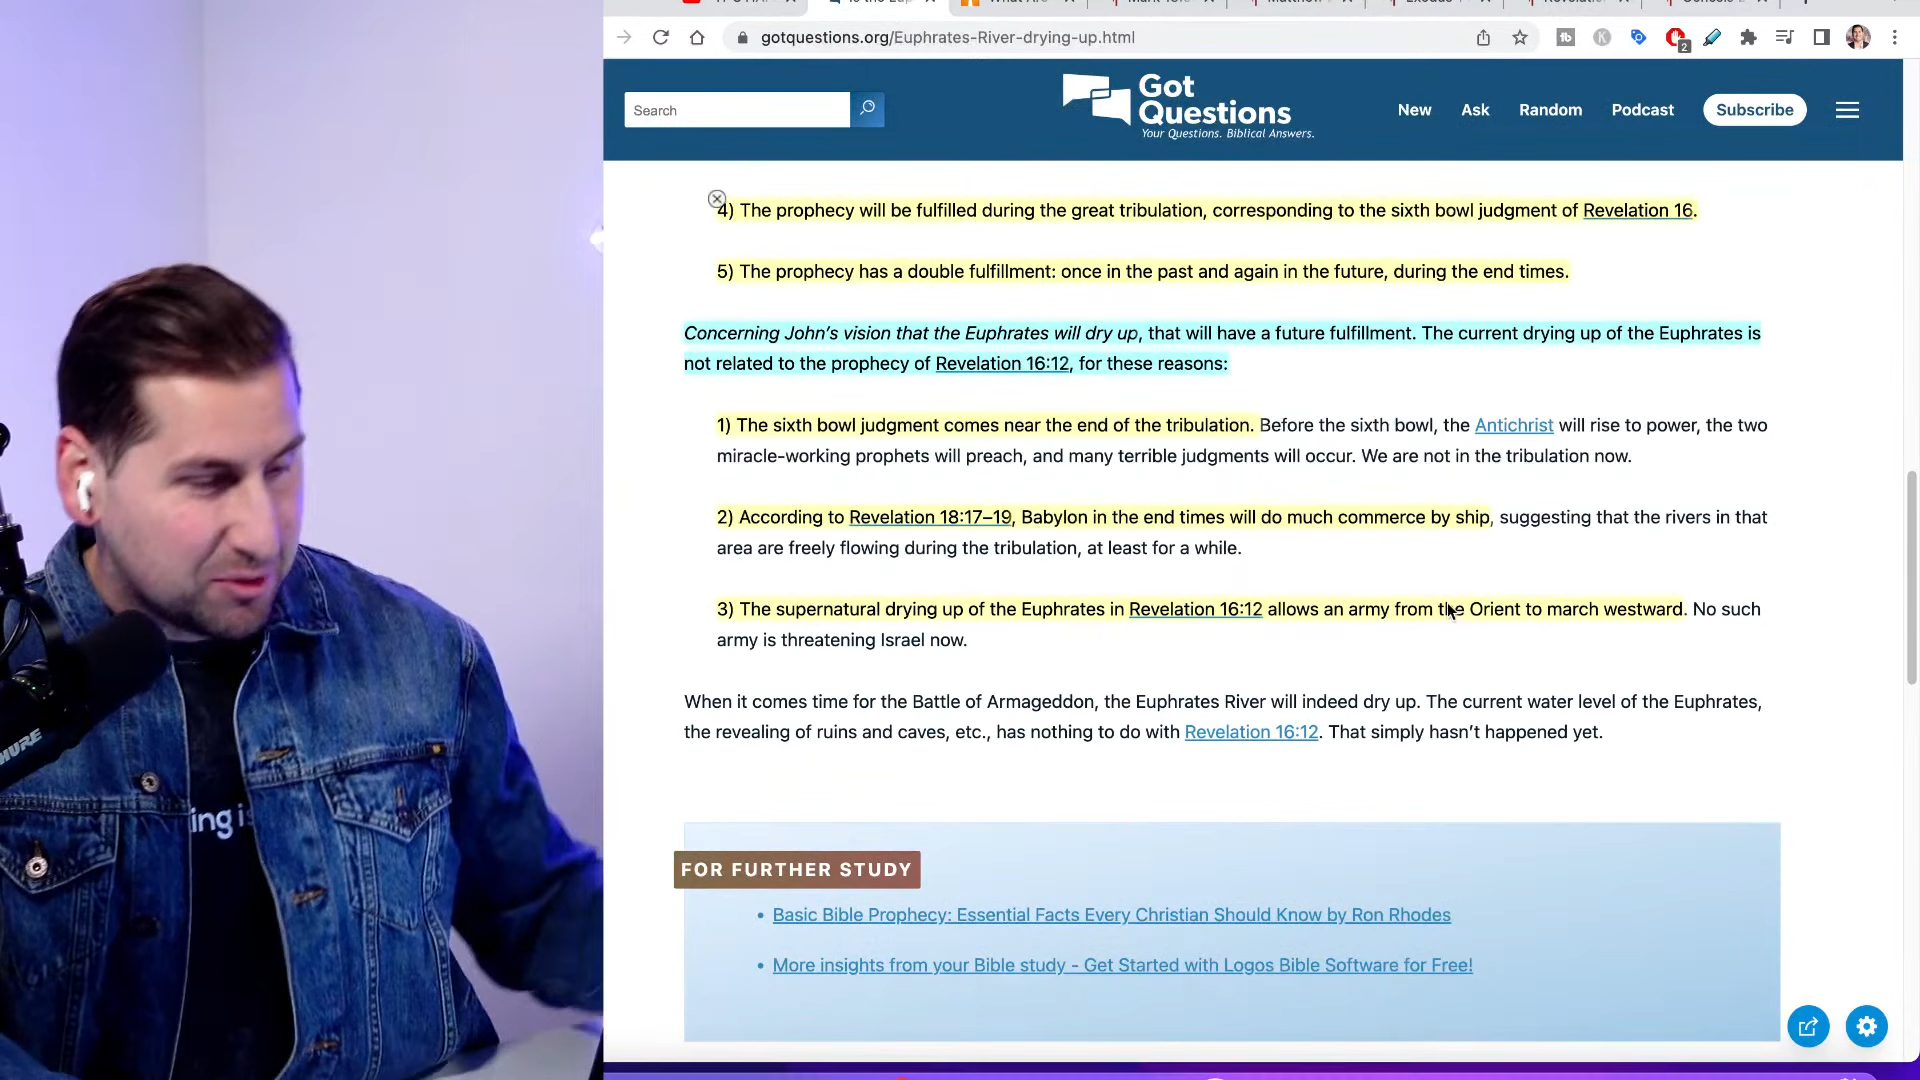 gotquestions.org/Euphrates-River-drying-up.html
2
Search
Got
Questions
Your Questions. Biblical Answers.
New
Ask
Random
Podcast
Subscribe
4) The prophecy will be fulfilled during the great tribulation, corresponding to the sixth bowl judgment of Revelation 16.
5) The prophecy has a double fulfillment: once in the past and again in the future, during the end times.
Concerning John's vision that the Euphrates will dry up, that will have a future fulfillment. The current drying up of the Euphrates is
not related to the prophecy of Revelation 16:12, for these reasons:
1) The sixth bowl judgment comes near the end of the tribulation. Before the sixth bowl, the Antichrist will rise to power, the two
miracle-working prophets will preach, and many terrible judgments will occur. We are not in the tribulation now.
2) According to Revelation 18:17–19, Babylon in the end times will do much commerce by ship, suggesting that the rivers in that
area are freely flowing during the tribulation, at least for a while.
3) The supernatural drying up of the Euphrates in Revelation 16:12 allows an army from the Orient to march westward. No such
army is threatening Israel now.
When it comes time for the Battle of Armageddon, the Euphrates River will indeed dry up. The current water level of the Euphrates,
the revealing of ruins and caves, etc., has nothing to do with Revelation 16:12. That simply hasn't happened yet.
FOR FURTHER STUDY
• Basic Bible Prophecy: Essential Facts Every Christian Should Know by Ron Rhodes
• More insights from your Bible study - Get Started with Logos Bible Software for Free!
SHURE